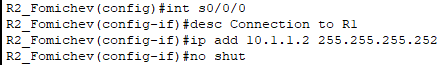 R2_Fomichev(config)#int s0/0/0
R2_Fomichev(config-if)#desc Connection to R1
R2_Fomichev(config-if)#ip add 10.1.1.2 255.255.255.252
R2_Fomichev(config-if)#no shut